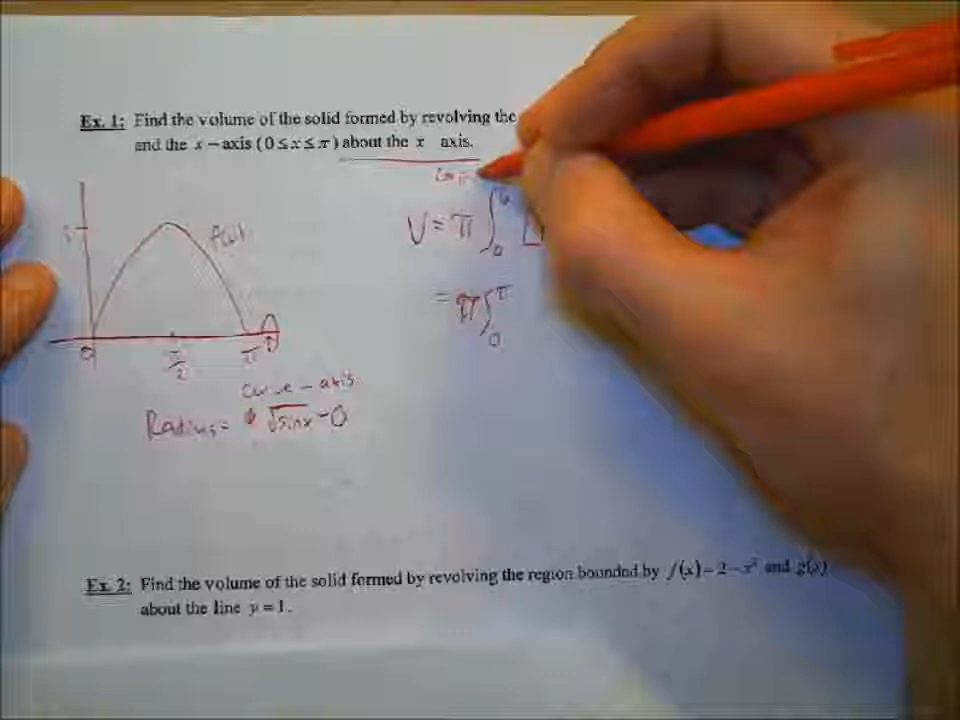 Ex. 1: Find the volume of the solid formed by revolving the
and the x – axis (0 ≤ x ≤ π) about the x axis.
1
f(x)
V = π ∫₀ᵇ [
= π ∫₀^π
0
π/2
π
curve – axis
Radius = √sinx – 0
Ex. 2: Find the volume of the solid formed by revolving the region bounded by f(x) = 2 – x² and g(x)
about the line y = 1.